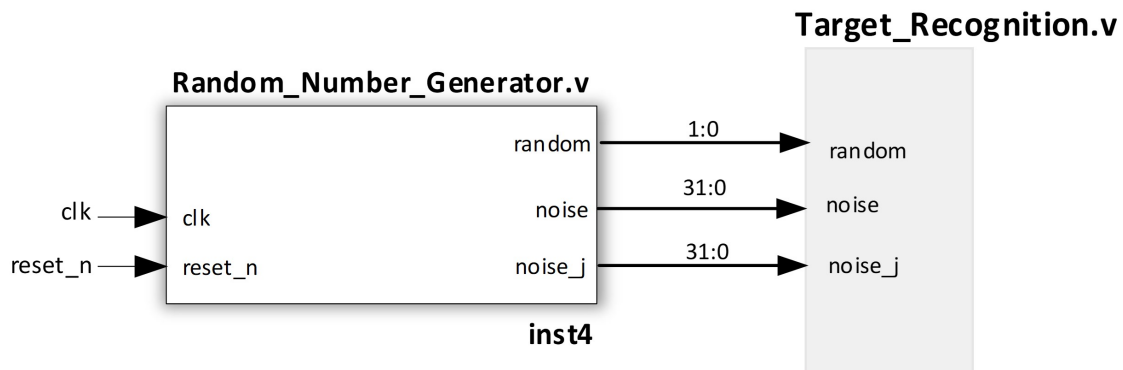 Target_Recognition.v
Random_Number_Generator.v
random
1:0
random
noise
31:0
noise
clk
clk
reset_n
reset_n
noise_j
31:0
noise_j
inst4